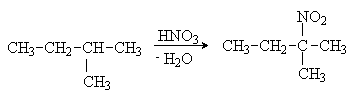 NO₂
CH₃-CH₂-CH-CH₃ HNO₃ CH₃-CH₂-C-CH₃
- H₂O
CH₃ CH₃